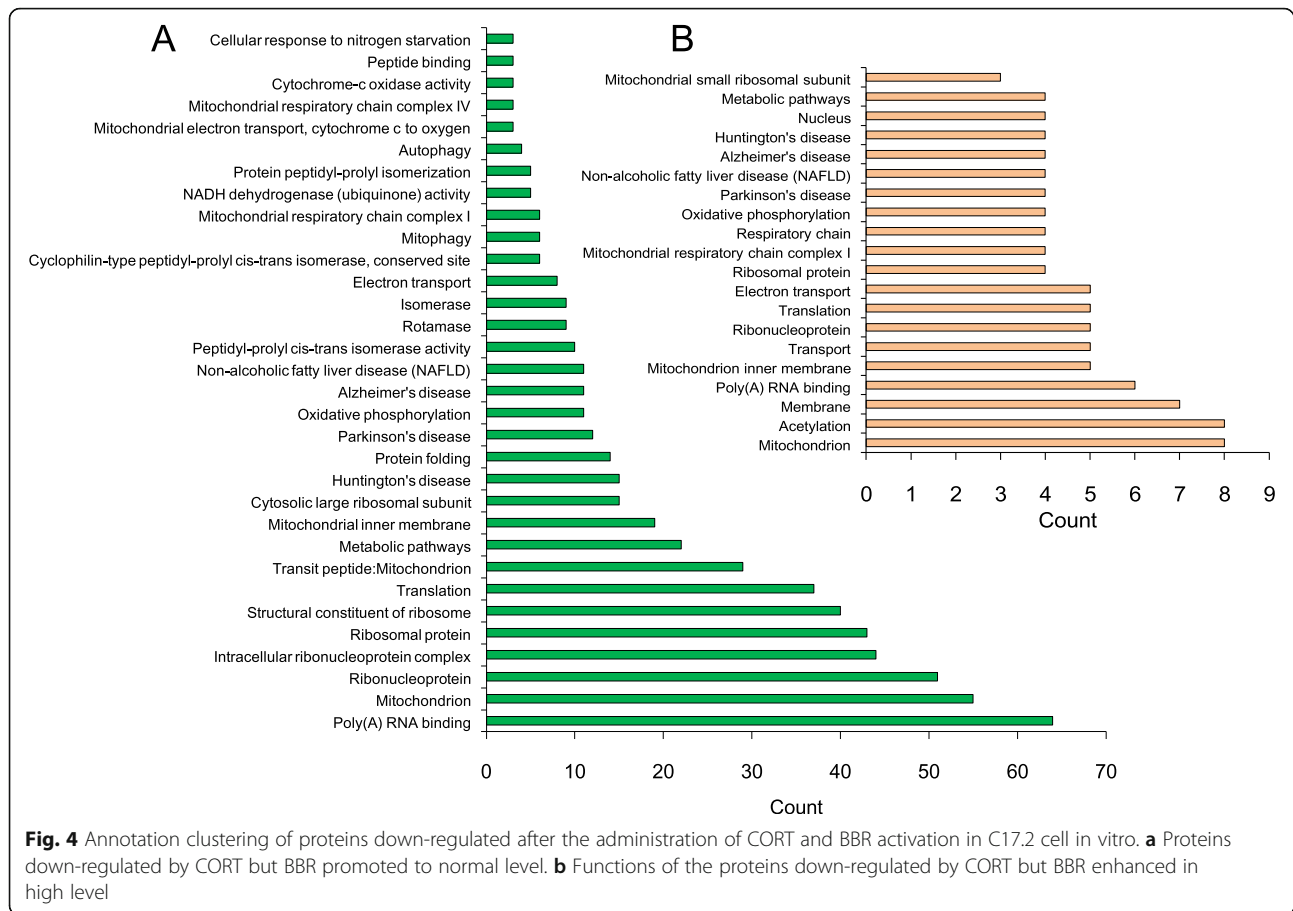 A
Cellular response to nitrogen starvation
Peptide binding
Cytochrome-c oxidase activity
Mitochondrial respiratory chain complex IV
Mitochondrial electron transport, cytochrome c to oxygen
Autophagy
Protein peptidyl-prolyl isomerization
NADH dehydrogenase (ubiquinone) activity
Mitochondrial respiratory chain complex I
Mitophagy
Cyclophilin-type peptidyl-prolyl cis-trans isomerase, conserved site
Electron transport
Isomerase
Rotamase
Peptidyl-prolyl cis-trans isomerase activity
Non-alcoholic fatty liver disease (NAFLD)
Alzheimer's disease
Oxidative phosphorylation
Parkinson's disease
Protein folding
Huntington's disease
Cytosolic large ribosomal subunit
Mitochondrial inner membrane
Metabolic pathways
Transit peptide:Mitochondrion
Translation
Structural constituent of ribosome
Ribosomal protein
Intracellular ribonucleoprotein complex
Ribonucleoprotein
Mitochondrion
Poly(A) RNA binding
0 10 20 30 40 50 60 70
Count
B
Mitochondrial small ribosomal subunit
Metabolic pathways
Nucleus
Huntington's disease
Alzheimer's disease
Non-alcoholic fatty liver disease (NAFLD)
Parkinson's disease
Oxidative phosphorylation
Respiratory chain
Mitochondrial respiratory chain complex I
Ribosomal protein
Electron transport
Translation
Ribonucleoprotein
Transport
Mitochondrion inner membrane
Poly(A) RNA binding
Membrane
Acetylation
Mitochondrion
0 1 2 3 4 5 6 7 8 9
Count
Fig. 4 Annotation clustering of proteins down-regulated after the administration of CORT and BBR activation in C17.2 cell in vitro. a Proteins
down-regulated by CORT but BBR promoted to normal level. b Functions of the proteins down-regulated by CORT but BBR enhanced in
high level